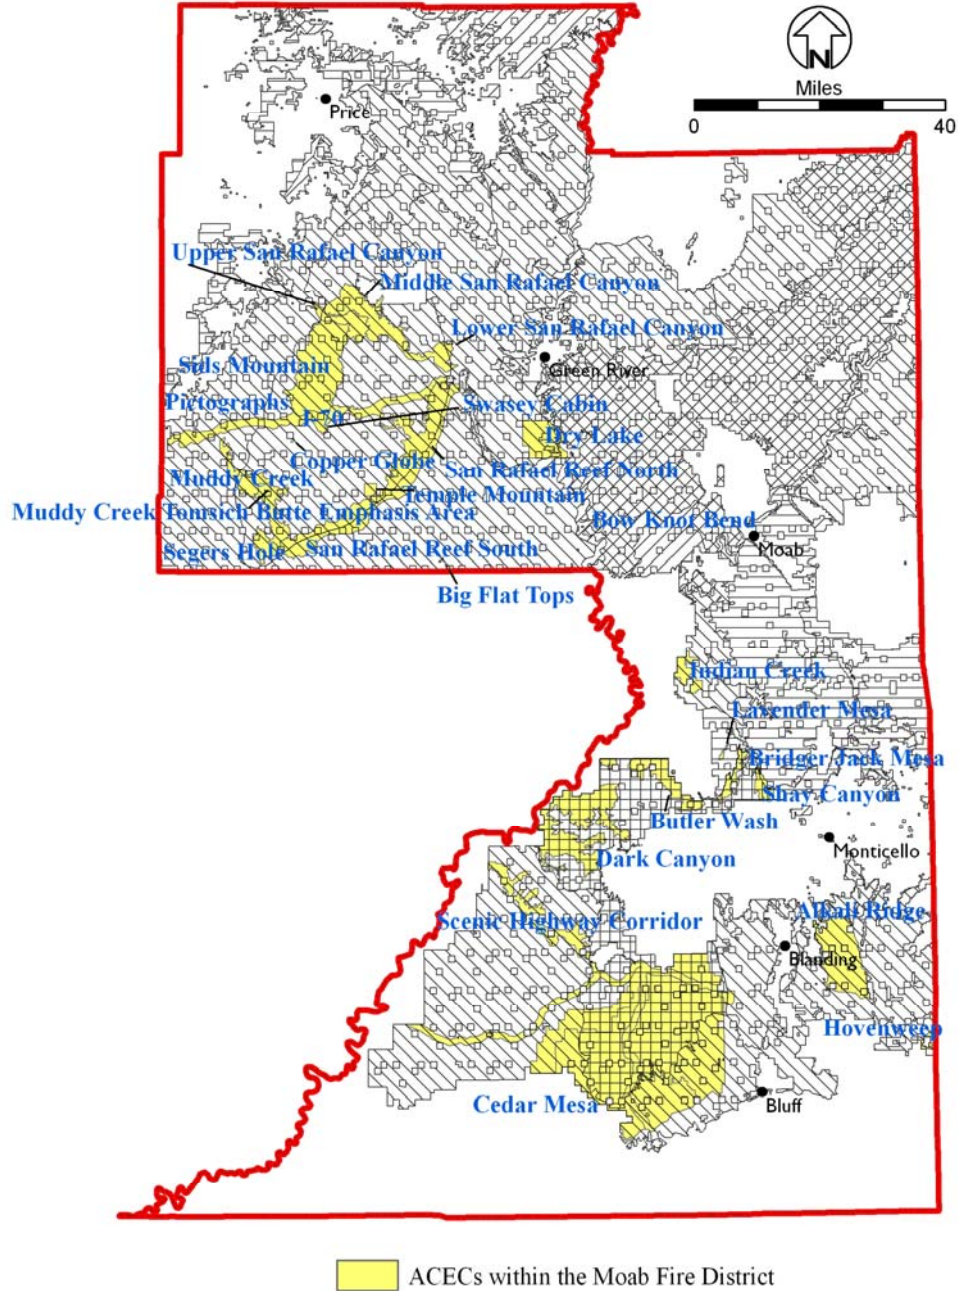 N
Miles
0 40
Price
Upper San Rafael Canyon
Middle San Rafael Canyon
Lower San Rafael Canyon
Green River
Sids Mountain
Pictographs
Swasey Cabin
I-70
Dry Lake
Copper Globe
San Rafael Reef North
Muddy Creek
Temple Mountain
Muddy Creek Tomsich Butte Emphasis Area
Bow Knot Bend
Moab
Segers Hole
San Rafael Reef South
Big Flat Tops
Indian Creek
Lavender Mesa
Bridger Jack Mesa
Shay Canyon
Butler Wash
Monticello
Dark Canyon
Alkali Ridge
Scenic Highway Corridor
Blanding
Hovenweep
Cedar Mesa
Bluff
ACECs within the Moab Fire District